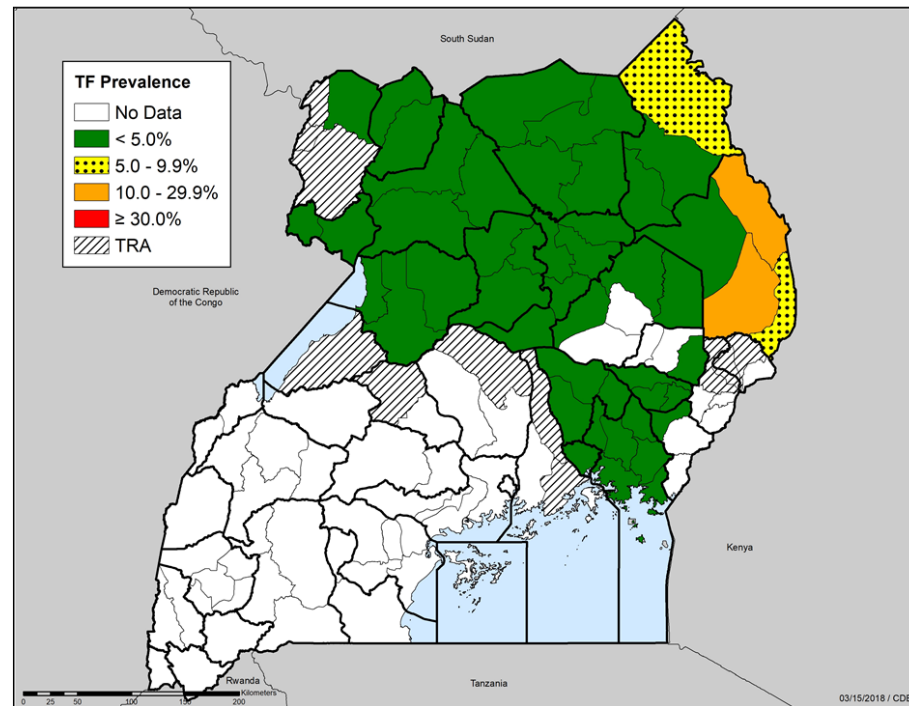 South Sudan
TF Prevalence
No Data
< 5.0%
5.0 - 9.9%
10.0 - 29.9%
≥ 30.0%
TRA
Democratic Republic
of the Congo
Kenya
Rwanda
Tanzania
Kilometers
0 25 50 100 150 200
03/15/2018 / CDB